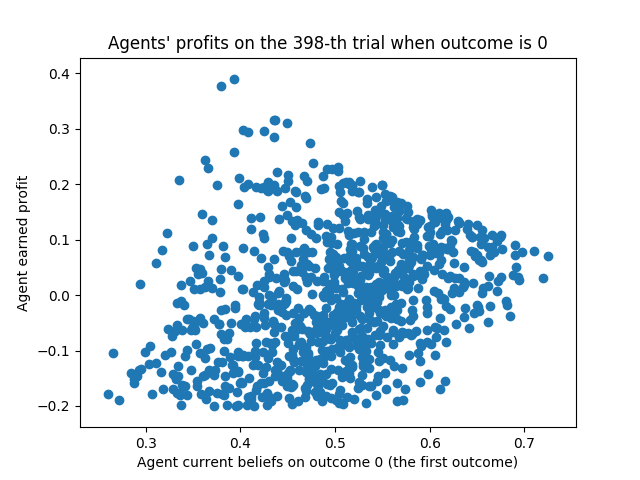 Agents' profits on the 398-th trial when outcome is 0
0.4
0.3
0.2
0.1
0.0
−0.1
−0.2
Agent earned profit
0.3 0.4 0.5 0.6 0.7
Agent current beliefs on outcome 0 (the first outcome)